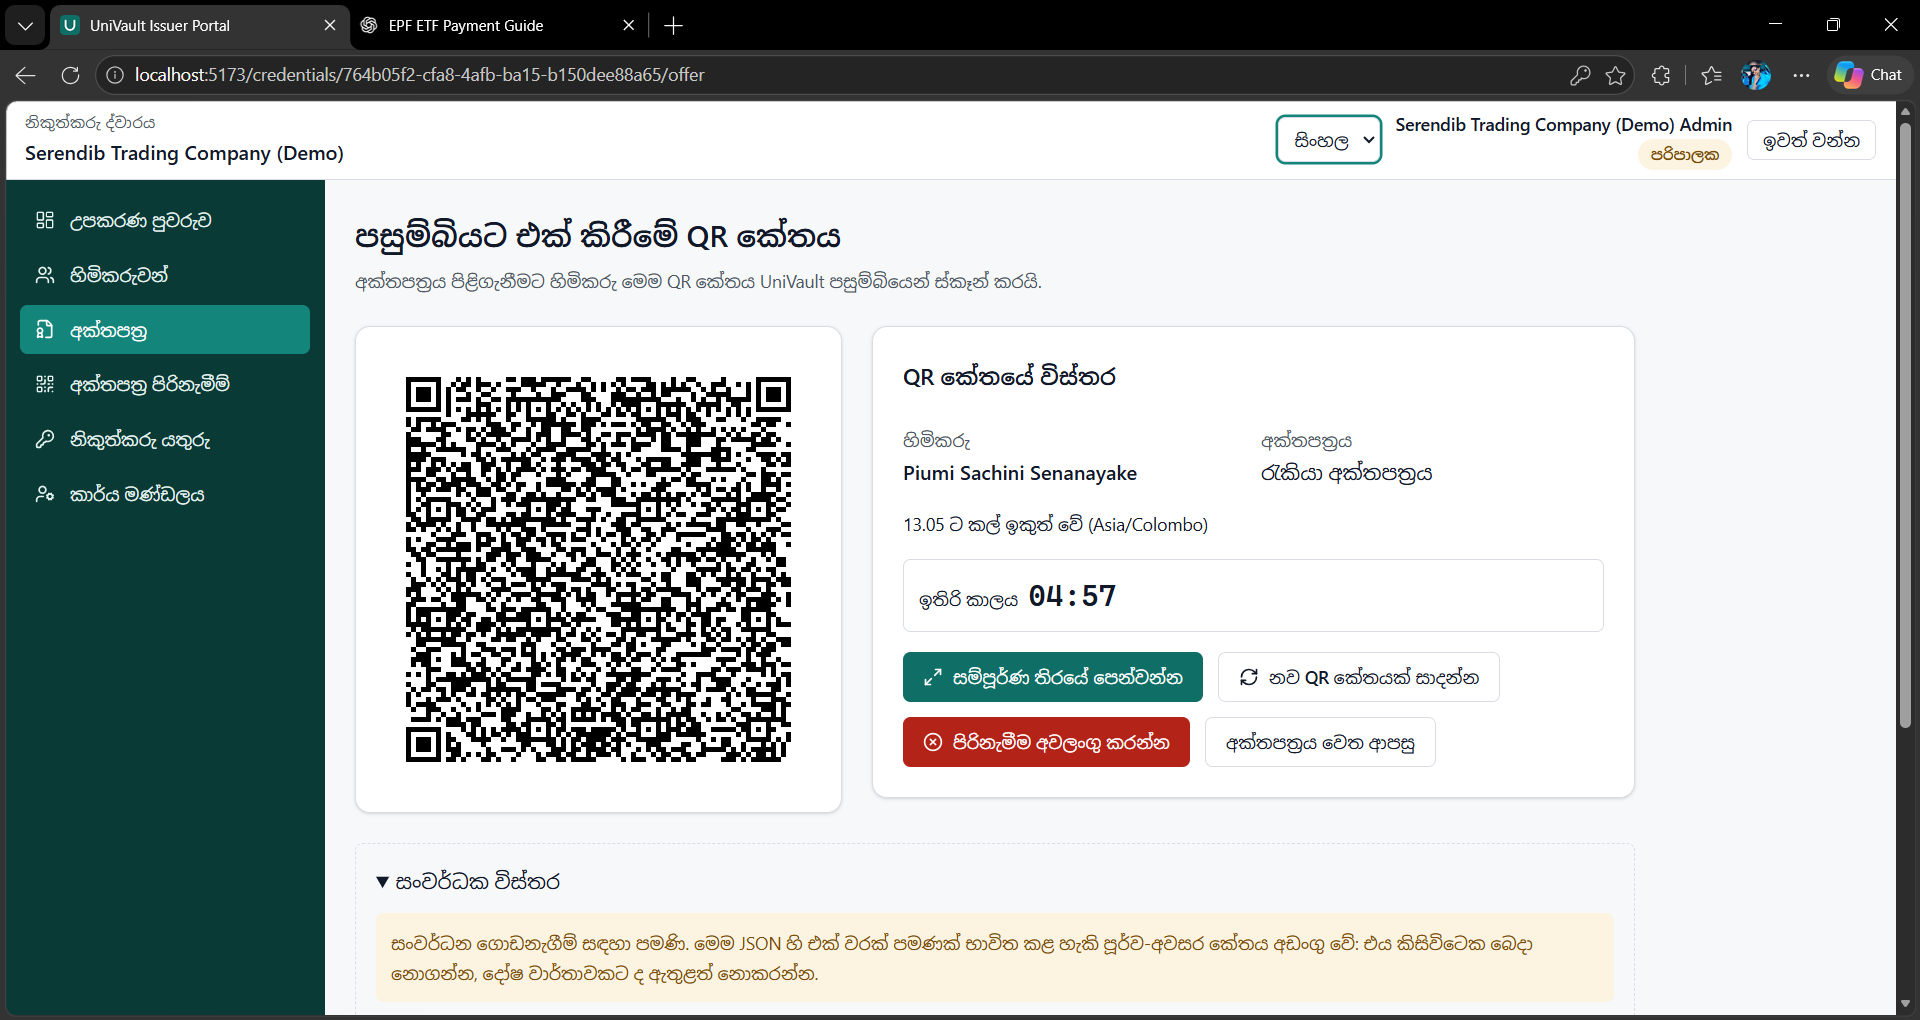 UniVault Issuer Portal
EPF ETF Payment Guide
localhost:5173/credentials/764b05f2-cfa8-4afb-ba15-b150dee88a65/offer
Chat
නිකුත්කරු ද්වාරය
Serendib Trading Company (Demo)
සිංහල
Serendib Trading Company (Demo) Admin
පරිපාලක
ඉවත් වන්න
උපකරණ පුවරුව
හිමිකරුවන්
අක්තපත්‍ර
අක්තපත්‍ර පිරිනැමීම්
නිකුත්කරු යතුරු
කාර්ය මණ්ඩලය
පසුම්බියට එක් කිරීමේ QR කේතය
අක්තපත්‍රය පිළිගැනීමට හිමිකරු මෙම QR කේතය UniVault පසුම්බියෙන් ස්කෑන් කරයි.
QR කේතයේ විස්තර
හිමිකරු
Piumi Sachini Senanayake
අක්තපත්‍රය
රැකියා අක්තපත්‍රය
13.05 ට කල් ඉකුත් වේ (Asia/Colombo)
ඉතිරි කාලය 04:57
සම්පූර්ණ තිරයේ පෙන්වන්න
නව QR කේතයක් සාදන්න
පිරිනැමීම අවලංගු කරන්න
අක්තපත්‍රය වෙත ආපසු
සංවර්ධක විස්තර
සංවර්ධන ගොඩනැගීම් සඳහා පමණි. මෙම JSON හි එක් වරක් පමණක් භාවිත කළ හැකි පූර්ව-අවසර කේතය අඩංගු වේ: එය කිසිවිටෙක බෙදා
නොගන්න, දෝෂ වාර්තාවකට ද ඇතුළත් නොකරන්න.